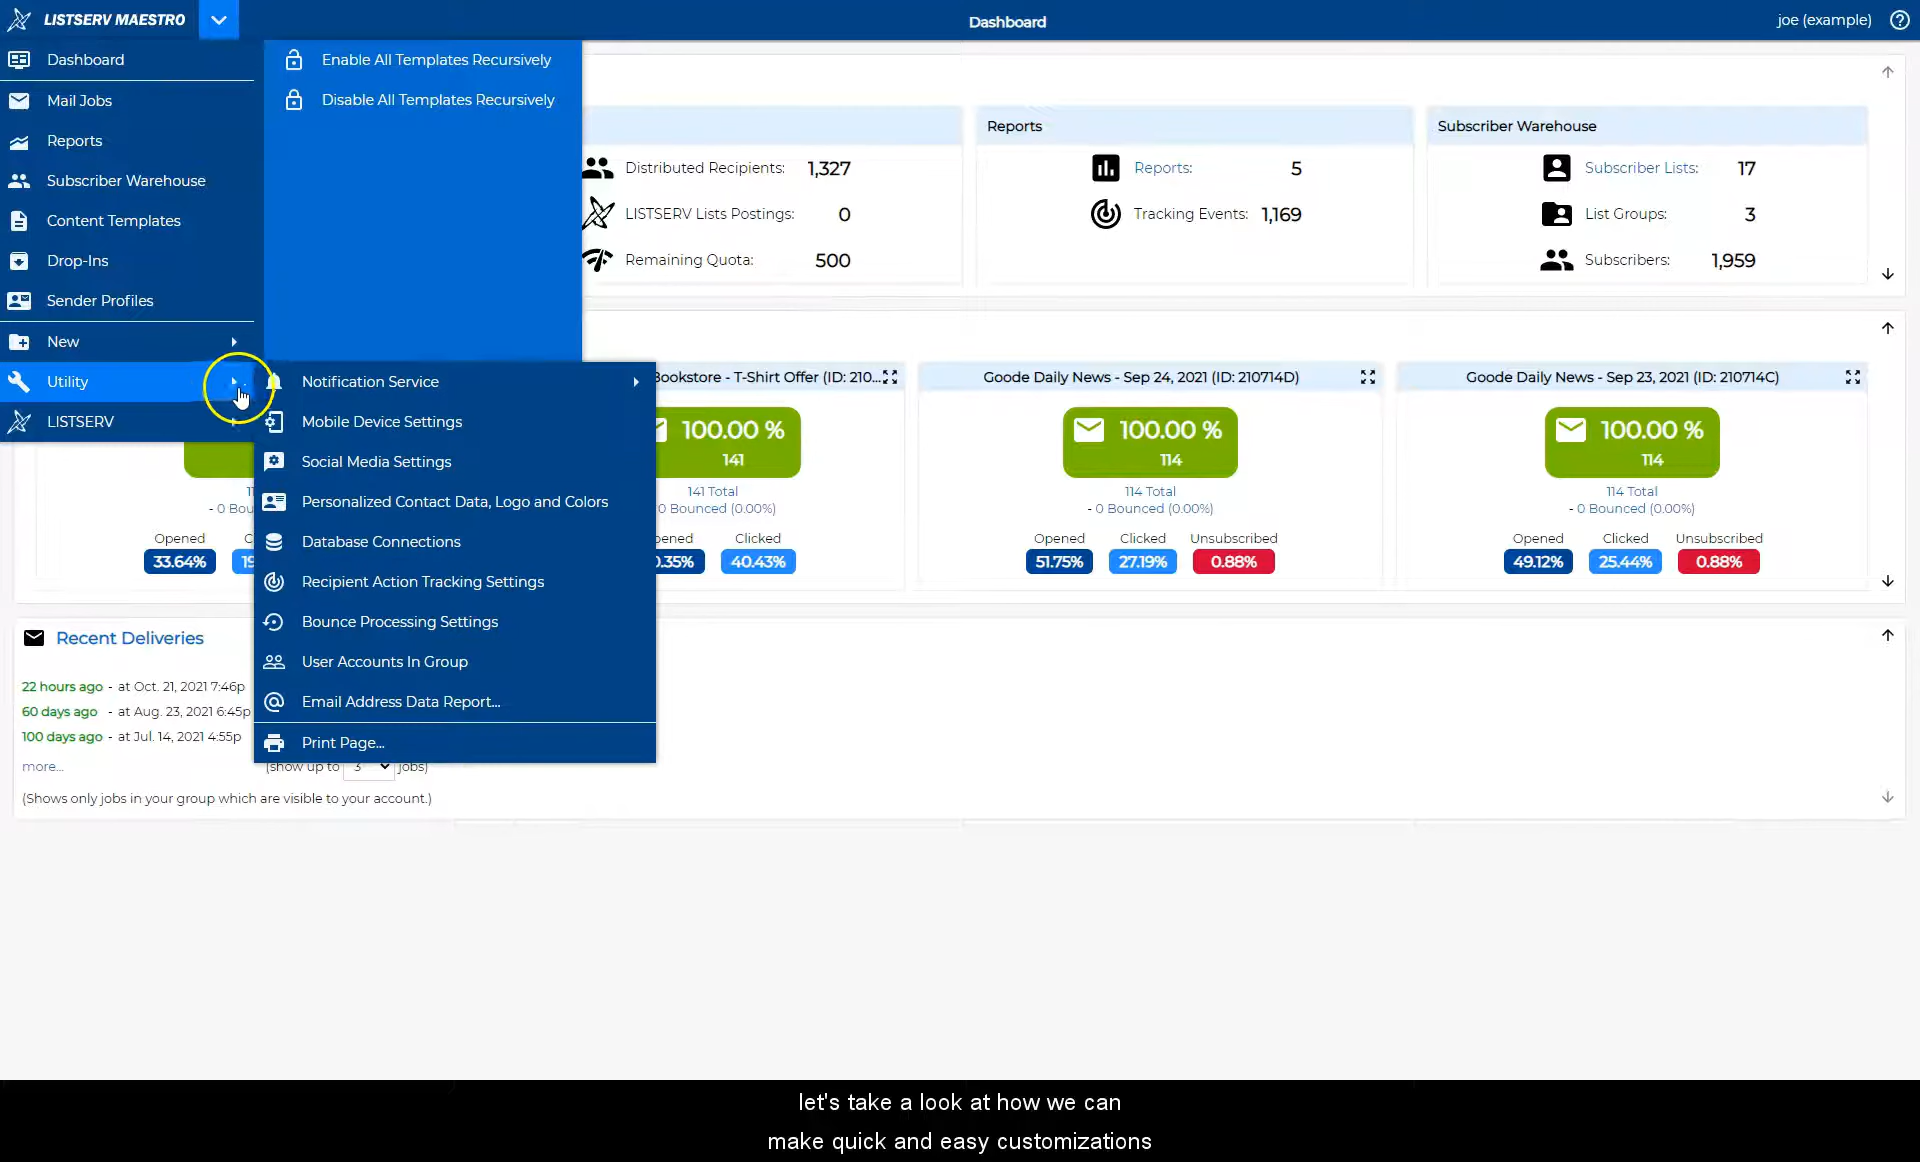 LISTSERV MAESTRO
Dashboard
joe (example)
Dashboard
Mail Jobs
Reports
Subscriber Warehouse
Content Templates
Drop-Ins
Sender Profiles
New
Utility
LISTSERV
Enable All Templates Recursively
Disable All Templates Recursively
Notification Service
Mobile Device Settings
Social Media Settings
Personalized Contact Data, Logo and Colors
Database Connections
Recipient Action Tracking Settings
Bounce Processing Settings
User Accounts In Group
Email Address Data Report...
Print Page...
Distributed Recipients: 1,327
LISTSERV Lists Postings: 0
Remaining Quota: 500
Reports
Reports: 5
Tracking Events: 1,169
Subscriber Warehouse
Subscriber Lists: 17
List Groups: 3
Subscribers: 1,959
- 0 Bou
Opened
33.64%
Bookstore - T-Shirt Offer (ID: 210...
100.00 %
141
141 Total
0 Bounced (0.00%)
Clicked
40.43%
Goode Daily News - Sep 24, 2021 (ID: 210714D)
100.00 %
114
114 Total
- 0 Bounced (0.00%)
Opened Clicked Unsubscribed
51.75% 27.19% 0.88%
Goode Daily News - Sep 23, 2021 (ID: 210714C)
100.00 %
114
114 Total
- 0 Bounced (0.00%)
Opened Clicked Unsubscribed
49.12% 25.44% 0.88%
Recent Deliveries
22 hours ago - at Oct. 21, 2021 7:46p
60 days ago - at Aug. 23, 2021 6:45p
100 days ago - at Jul. 14, 2021 4:55p
more... (show up to 3 jobs)
(Shows only jobs in your group which are visible to your account.)
let's take a look at how we can
make quick and easy customizations